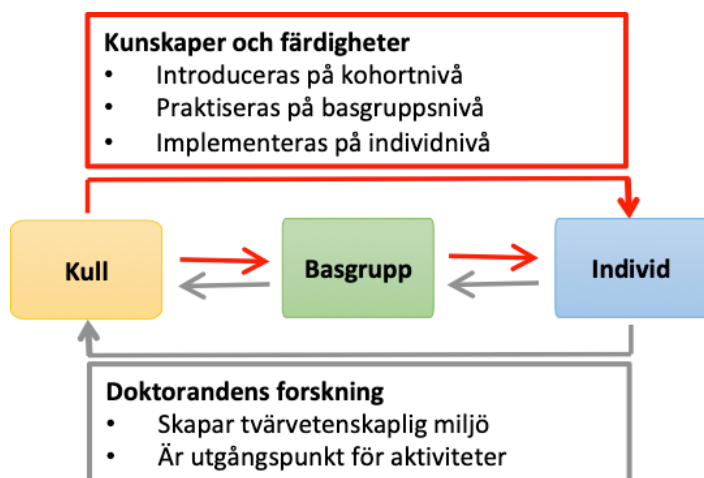 Kunskaper och färdigheter
• Introduceras på kohortnivå
• Praktiseras på basgruppsnivå
• Implementeras på individnivå
Kull
Basgrupp
Individ
Doktorandens forskning
• Skapar tvärvetenskaplig miljö
• Är utgångspunkt för aktiviteter